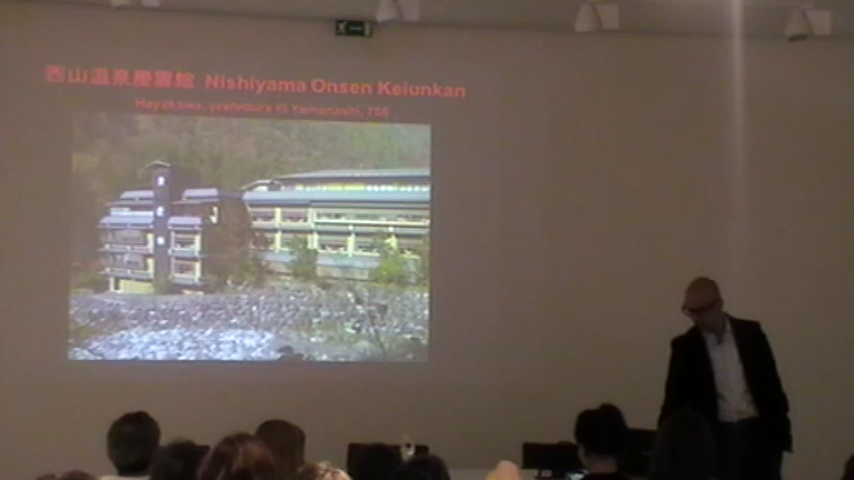 西山温泉慶雲館 Nishiyama Onsen Keiunkan
Hayakawa, prefettura di Yamanashi, 705